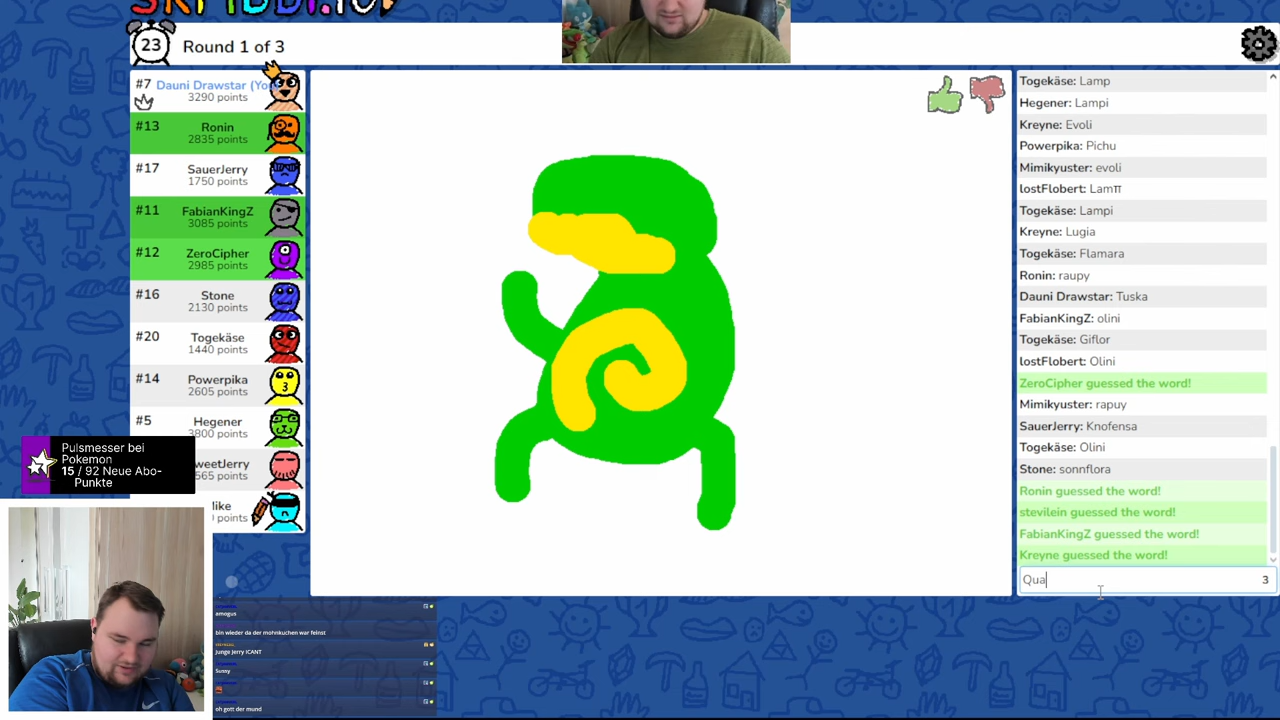 23
Round 1 of 3
#7
3290 points
#13
Ronin
2835 points
#17
SauerJerry
1750 points
#11
FabianKingZ
3085 points
#12
ZeroCipher
2985 points
#16
Stone
2130 points
#20
Togekäse
1440 points
#14
Powerpika
2605 points
#5
Hegener
3800 points
points
Pulsmesser bei
Pokemon
15 / 92 Neue Abo-
Punkte
Dauni Drawstar
Togekäse: Lamp
Hegener: Lampi
Kreyne: Evoli
Powerpika: Pichu
Mimikyuster: evoli
lostFlobert: Lamπ
Togekäse: Lampi
Kreyne: Lugia
Togekäse: Flamara
Ronin: raupy
Dauni Drawstar: Tuska
FabianKingZ: olini
Togekäse: Giflor
lostFlobert: Olini
ZeroCipher guessed the word!
Mimikyuster: rapuy
SauerJerry: Knofensa
Togekäse: Olini
Stone: sonnflora
Ronin guessed the word!
stevilein guessed the word!
FabianKingZ guessed the word!
Kreyne guessed the word!
Qua
3
amogus
bin wieder da der mohnkuchen war feinst
Junge Jerry ICANT
Sussy
oh gott der mund